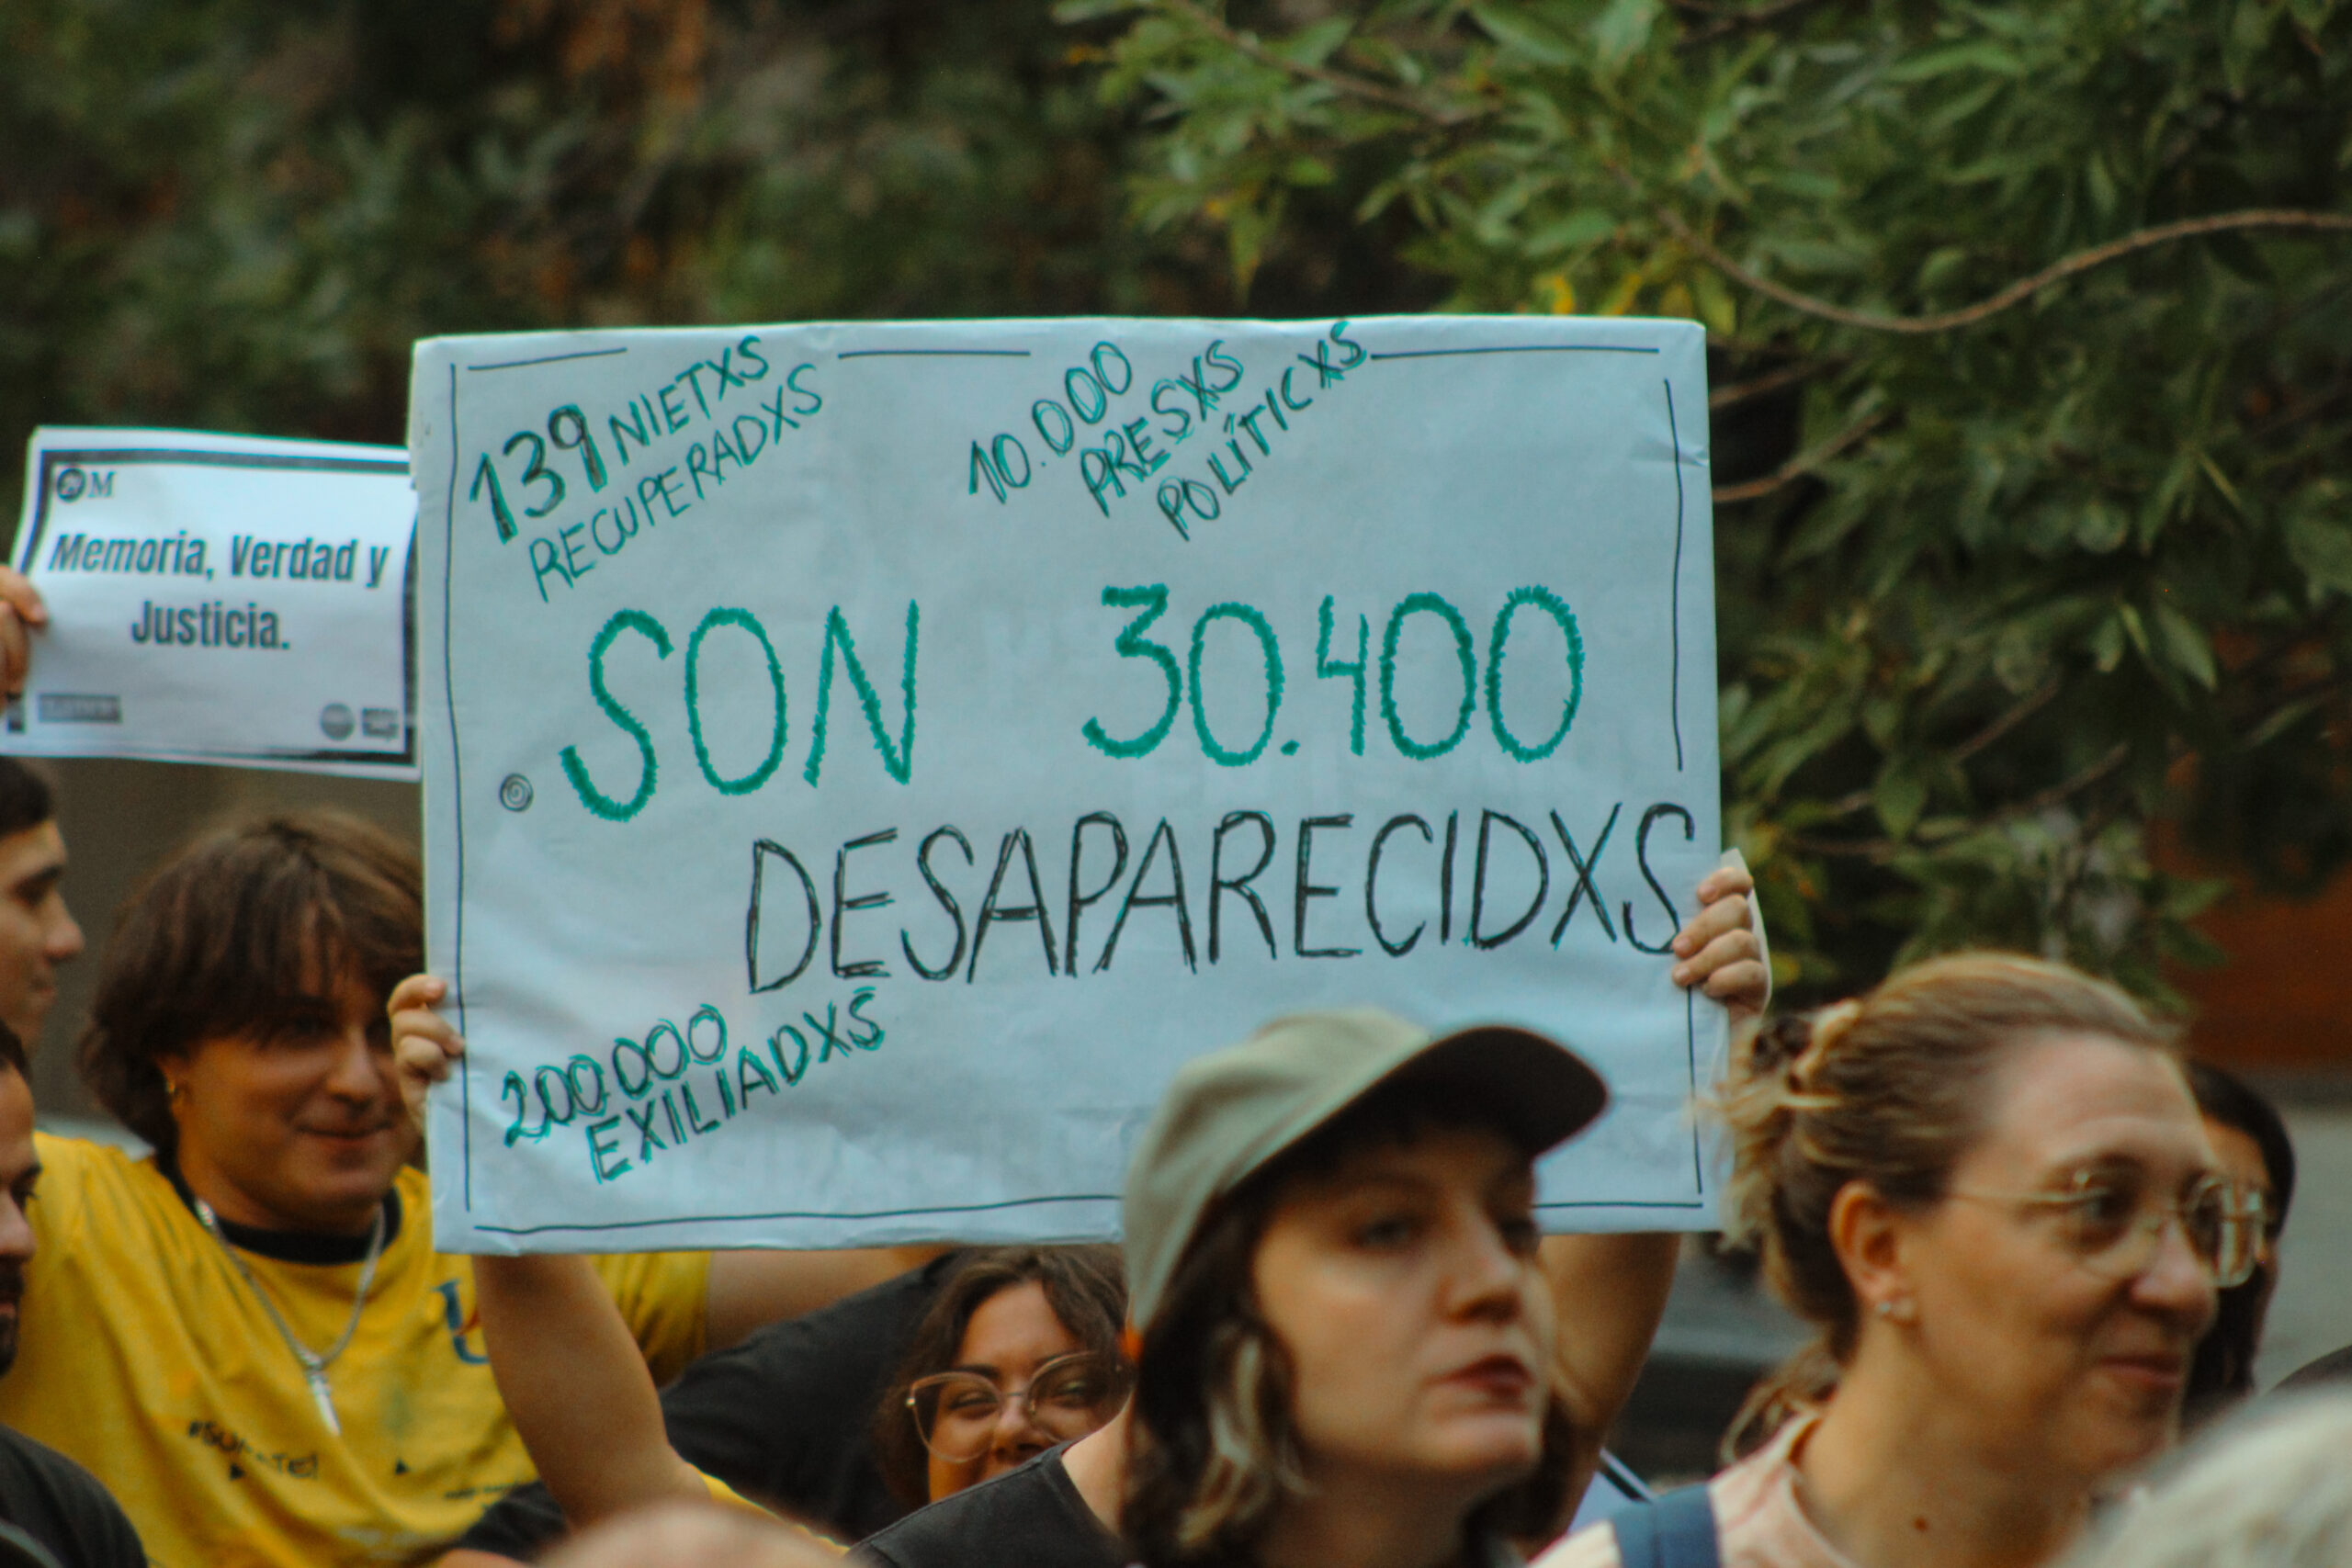 139 NIETXS
RECUPERADXS
10.000
PRESXS
POLÍTICXS
SON 30.400
DESAPARECIDXS
200.000
EXILIADXS
M
Memoria, Verdad y
Justicia.